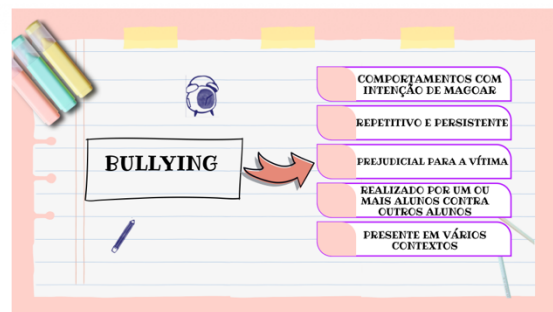 BULLYING
COMPORTAMENTOS COM
INTENÇÃO DE MAGOAR
REPETITIVO E PERSISTENTE
PREJUDICIAL PARA A VÍTIMA
REALIZADO POR UM OU
MAIS ALUNOS CONTRA
OUTROS ALUNOS
PRESENTE EM VÁRIOS
CONTEXTOS